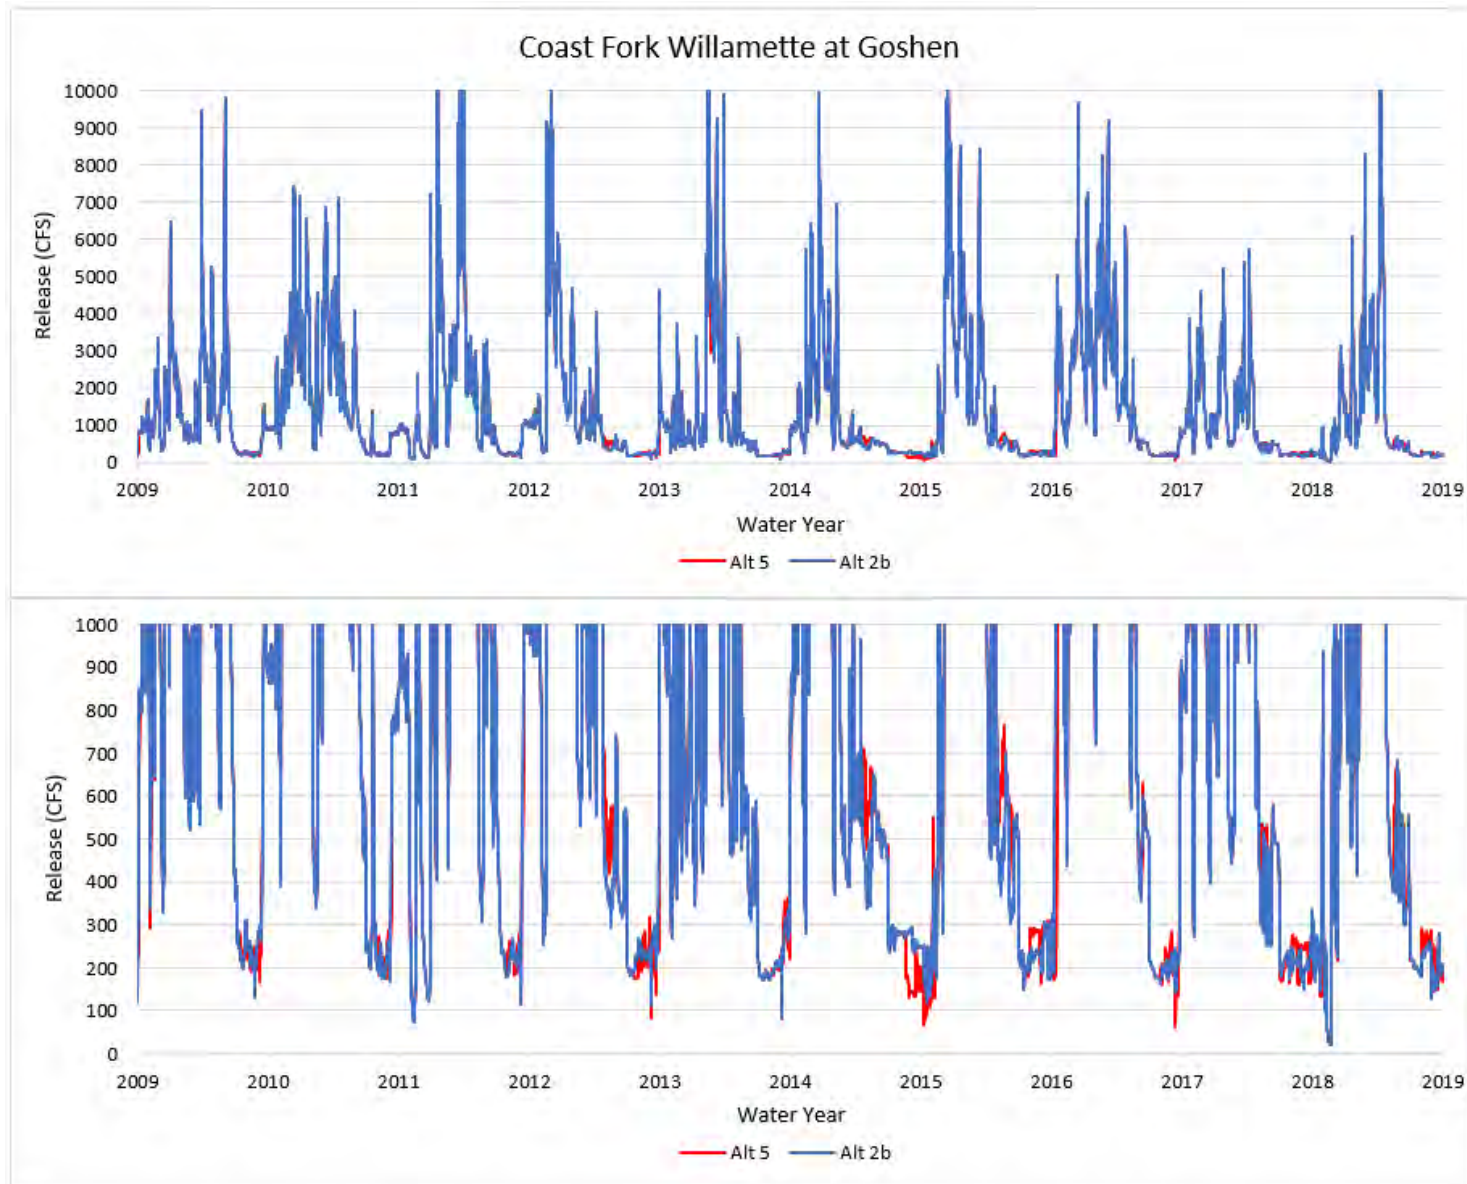 Coast Fork Willamette at Goshen
10000
9000
8000
7000
6000
5000
4000
3000
2000
1000
0
Release (CFS)
2009 2010 2011 2012 2013 2014 2015 2016 2017 2018 2019
Water Year
Alt 5 Alt 2b
1000
900
800
700
600
500
400
300
200
100
0
Release (CFS)
2009 2010 2011 2012 2013 2014 2015 2016 2017 2018 2019
Water Year
Alt 5 Alt 2b